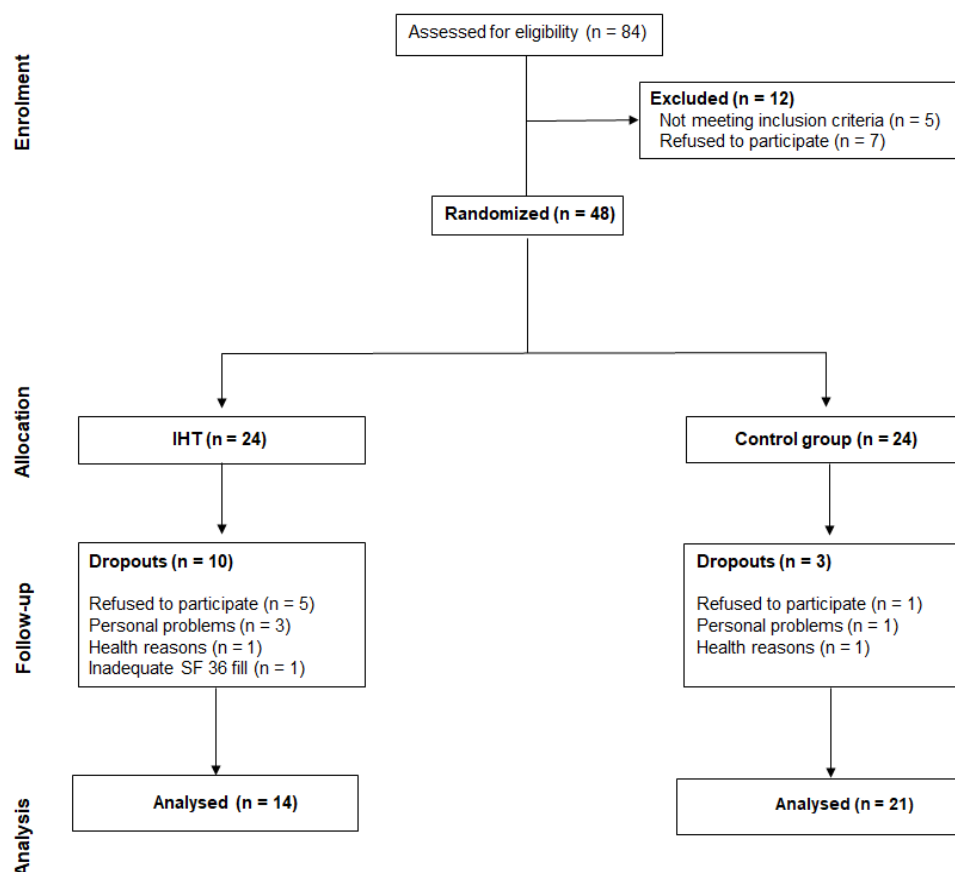 Assessed for eligibility (n = 84)
Enrolment
Excluded (n = 12)
Not meeting inclusion criteria (n = 5)
Refused to participate (n = 7)
Randomized (n = 48)
Allocation
IHT (n = 24)
Control group (n = 24)
Follow-up
Dropouts (n = 10)
Refused to participate (n = 5)
Personal problems (n = 3)
Health reasons (n = 1)
Inadequate SF 36 fill (n = 1)
Dropouts (n = 3)
Refused to participate (n = 1)
Personal problems (n = 1)
Health reasons (n = 1)
Analysis
Analysed (n = 14)
Analysed (n = 21)